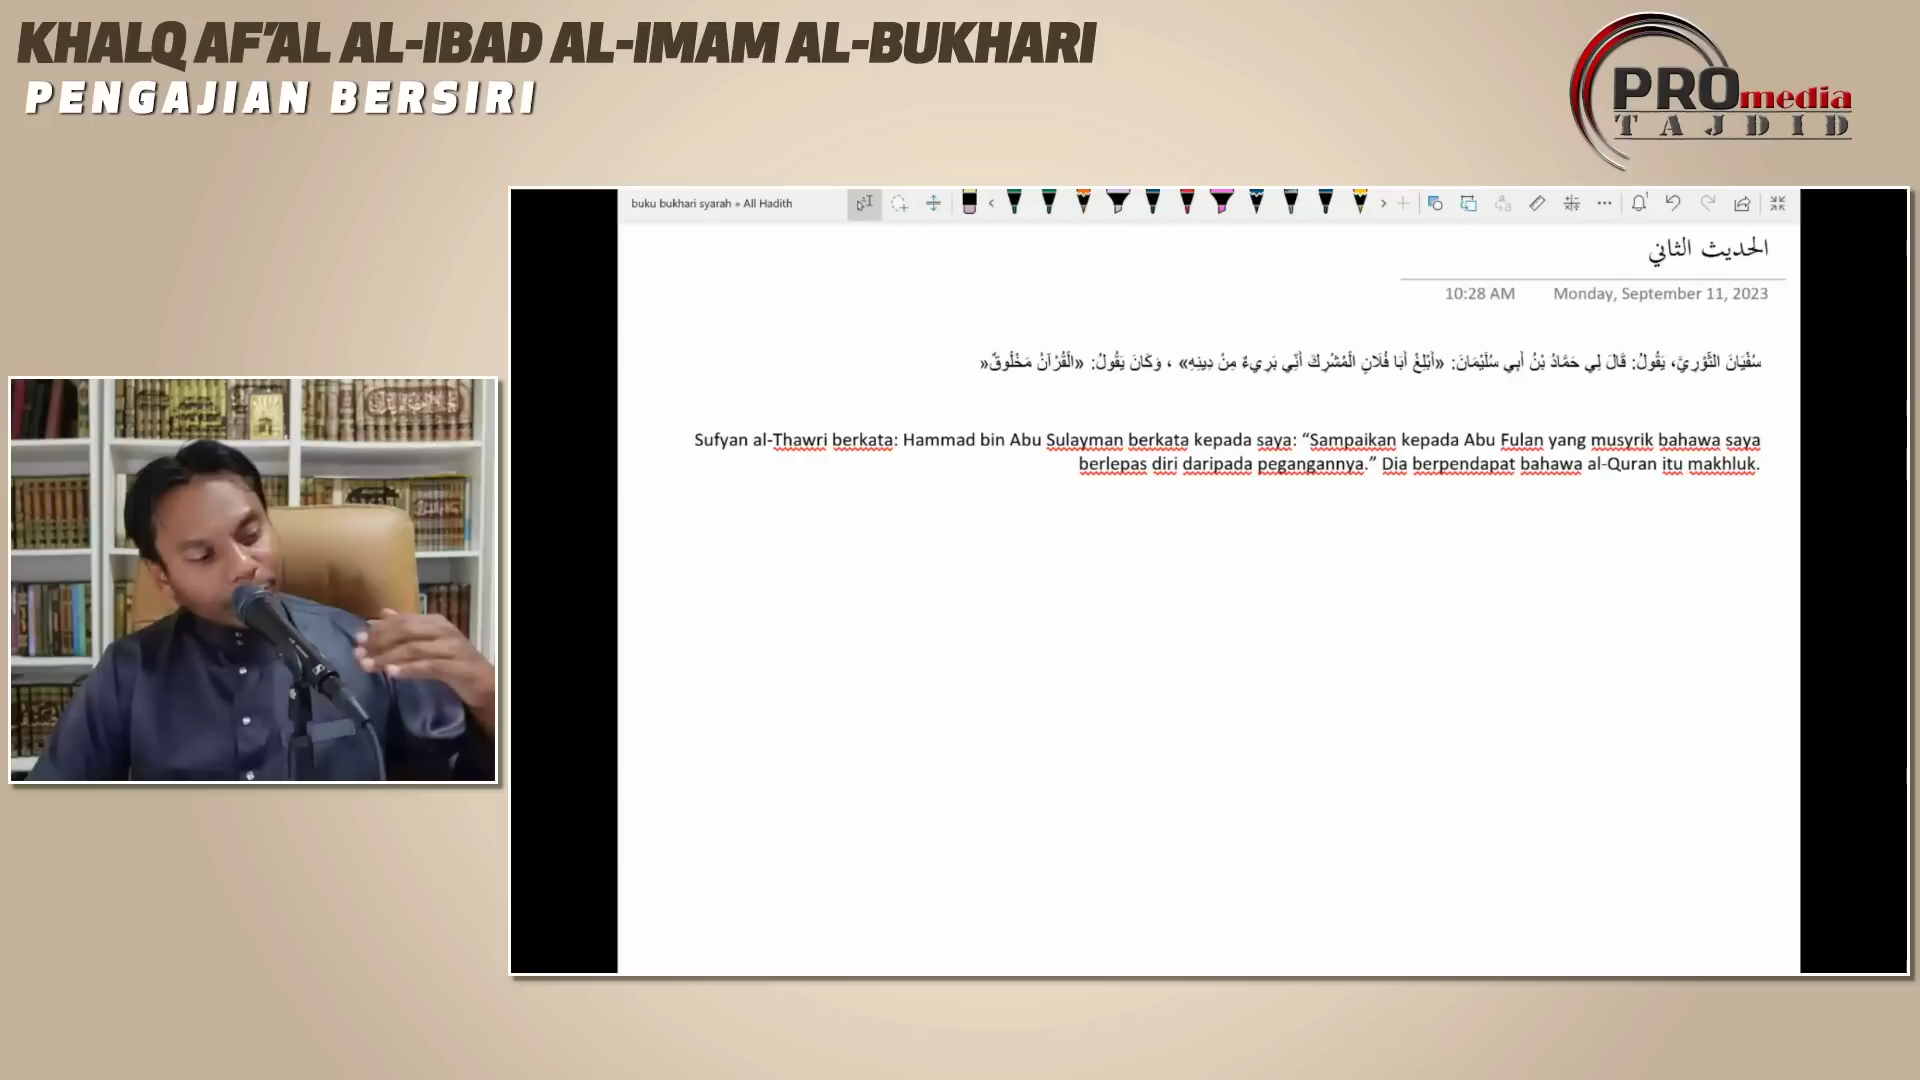 KHALQ AF'AL AL-IBAD AL-IMAM AL-BUKHARI
PENGAJIAN BERSIRI
PROmedia
TAJDID
buku bukhari syarah » All Hadith
الحديث الثاني
10:28 AM Monday, September 11, 2023
سُفْيَانَ الثَّوْرِيَّ، يَقُولُ: قَالَ لِي حَمَّادُ بْنُ أَبِي سُلَيْمَانَ: «أَبْلِغْ أَبَا فُلَانٍ الْمُشْرِكَ أَنِّي بَرِيءٌ مِنْ دِينِهِ» ، وَكَانَ يَقُولُ: «الْقُرْآنُ مَخْلُوقٌ«
Sufyan al-Thawri berkata: Hammad bin Abu Sulayman berkata kepada saya: “Sampaikan kepada Abu Fulan yang musyrik bahawa saya
berlepas diri daripada pegangannya.” Dia berpendapat bahawa al-Quran itu makhluk.